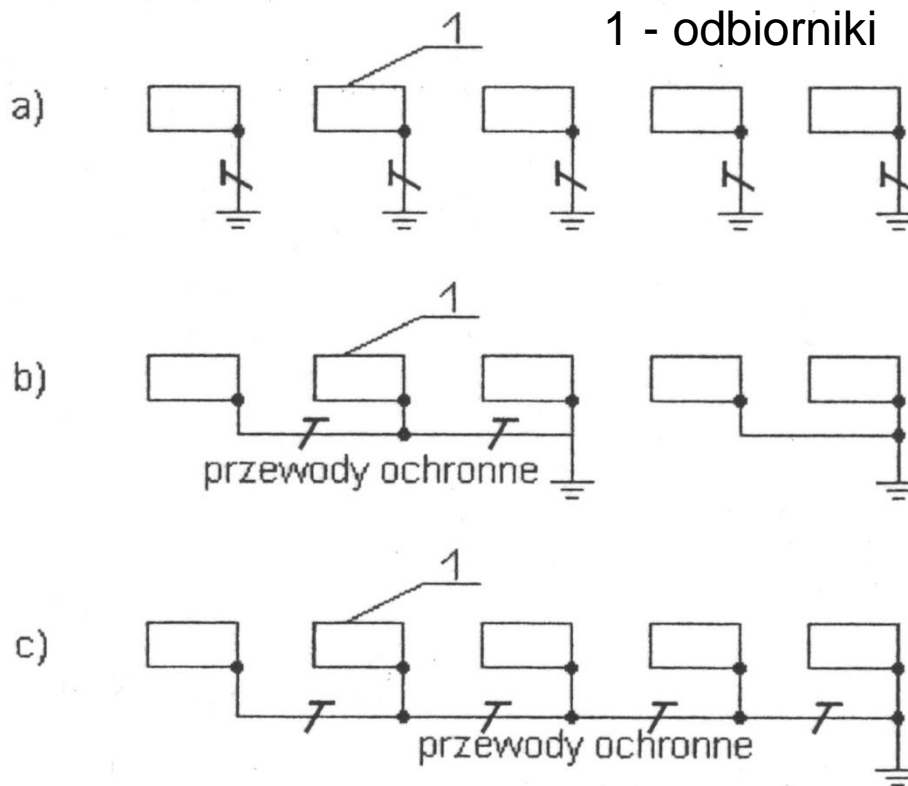 1 - odbiorniki
1
a)
1
b)
przewody ochronne
1
c)
przewody ochronne